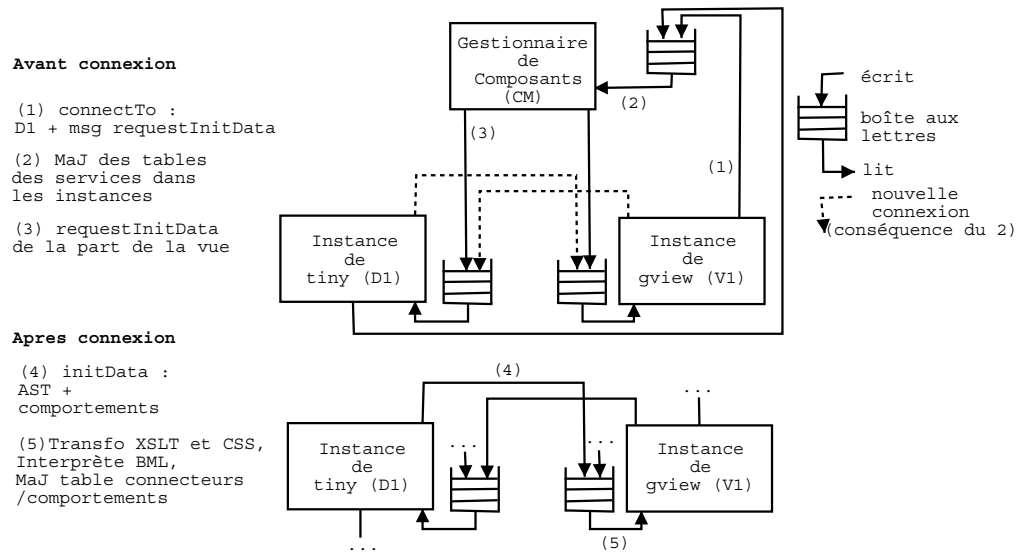 Avant connexion
(1) connectTo :
D1 + msg requestInitData
(2) MaJ des tables
des services dans
les instances
(3) requestInitData
de la part de la vue
Gestionnaire
de
Composants
(CM)
(2)
(3)
(1)
Instance
de
tiny (D1)
Instance
de
gview (V1)
écrit
boîte aux
lettres
lit
nouvelle
connexion
(conséquence du 2)
Apres connexion
(4) initData :
AST +
comportements
(5)Transfo XSLT et CSS,
Interprète BML,
MaJ table connecteurs
/comportements
(4)
...
Instance
de
tiny (D1)
...
...
Instance
de
gview (V1)
...
(5)